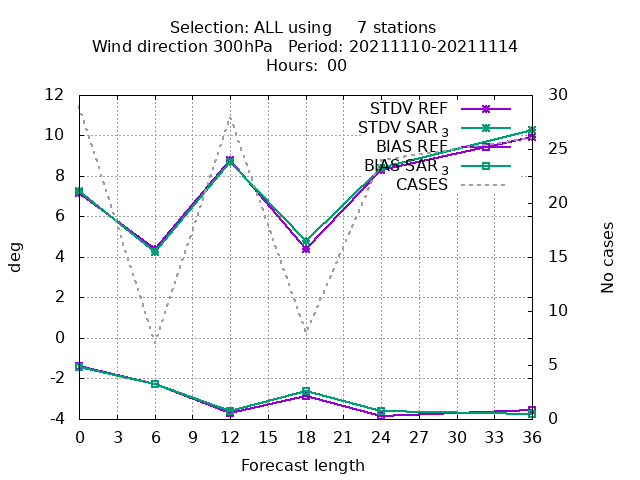 Selection: ALL using     7 stations
Wind direction 300hPa   Period: 20211110-20211114
Hours: 00
12
10
8
6
4
2
0
-2
-4
deg
30
25
20
15
10
5
0
No cases
STDV REF
STDV SAR 3
BIAS REF
BIAS SAR 3
CASES
0 3 6 9 12 15 18 21 24 27 30 33 36
Forecast length